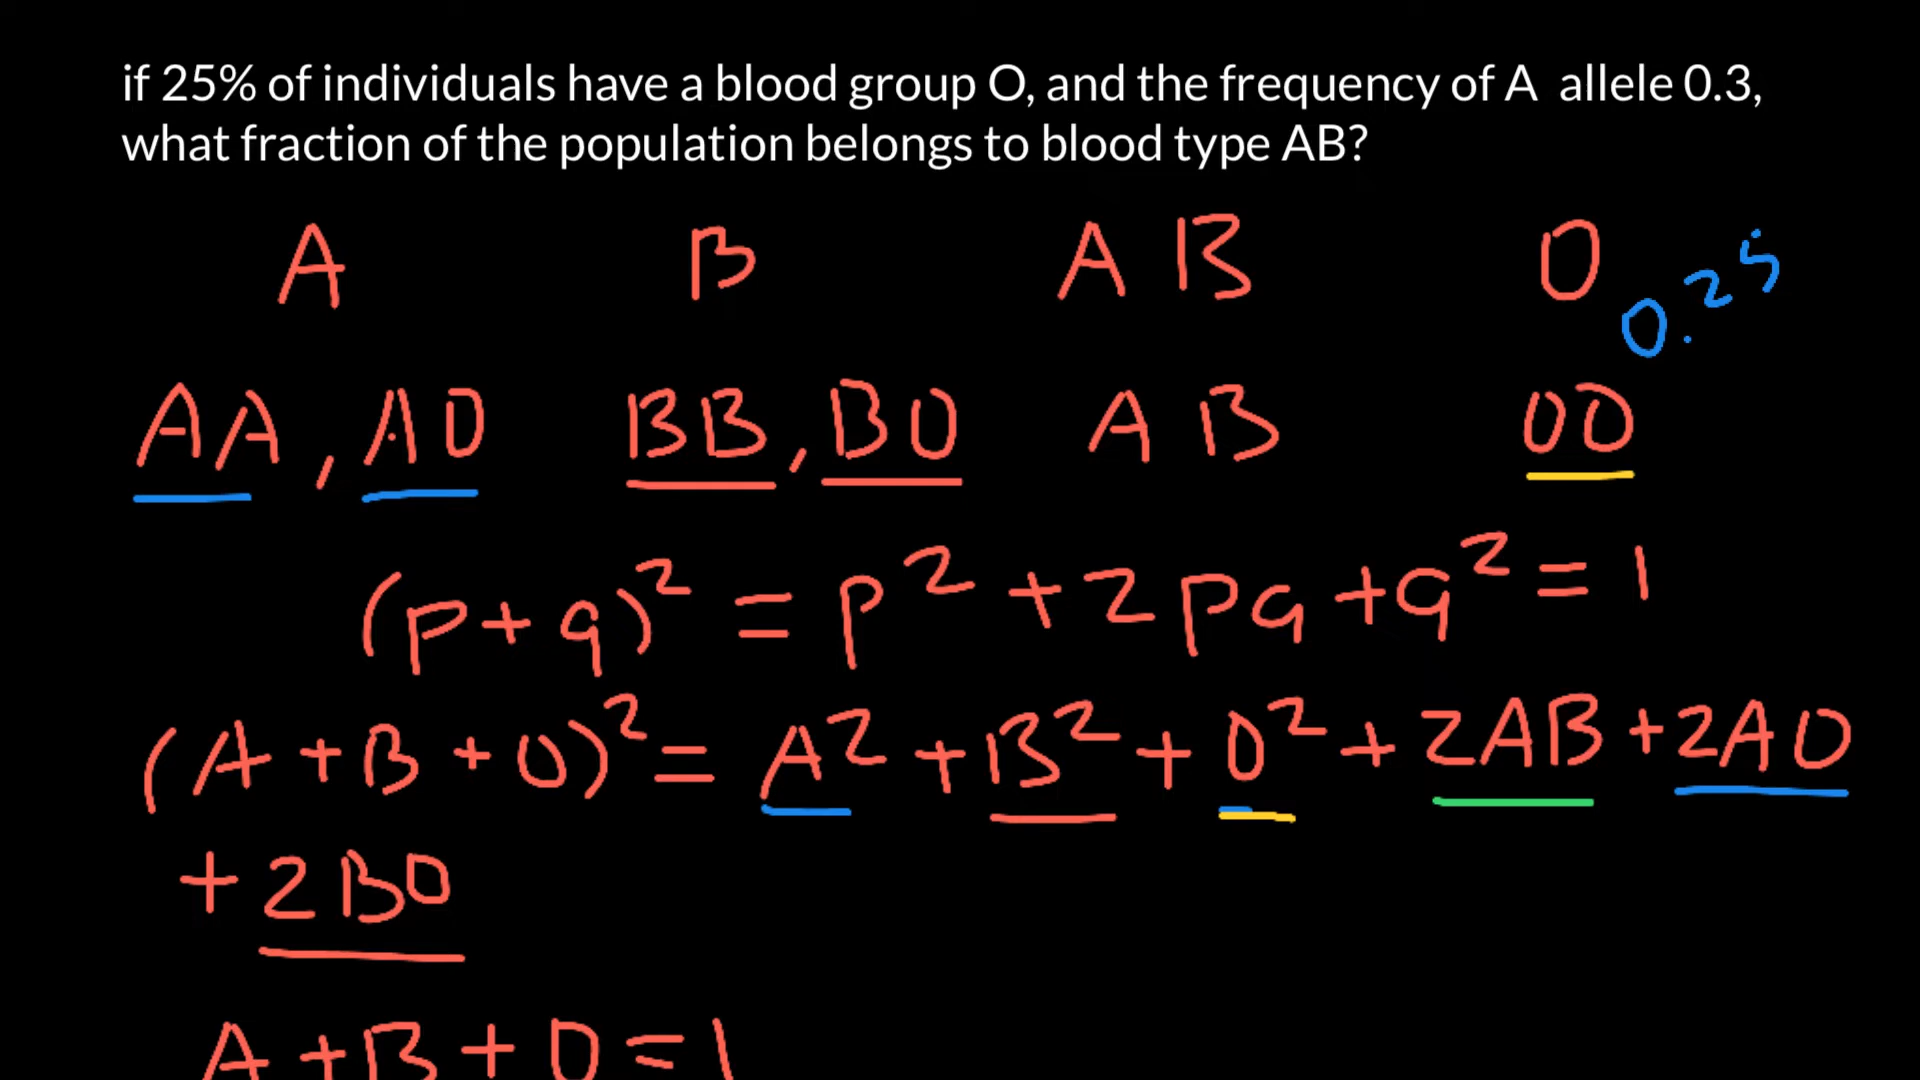 if 25% of individuals have a blood group O, and the frequency of A allele 0.3,
what fraction of the population belongs to blood type AB?
A B AB O 0.25
AA, AO BB, BO AB OO
(p+q)² = p² + 2pq + q² = 1
(A+B+O)² = A² + B² + O² + 2AB + 2AO
+ 2BO
A + B + O = 1